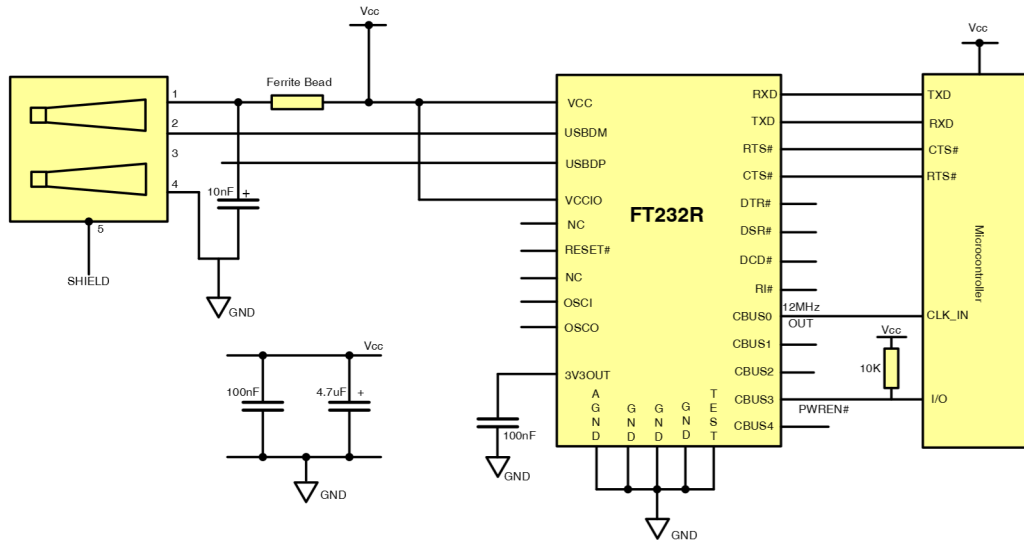 Vcc
Ferrite Bead
1
2
3
4
5
SHIELD
10nF +
GND
Vcc
100nF
4.7uF +
GND
VCC
USBDM
USBDP
VCCIO
NC
RESET#
NC
OSCI
OSCO
3V3OUT
100nF
GND
FT232R
AGND
GND
GND
GND
TEST
GND
RXD
TXD
RTS#
CTS#
DTR#
DSR#
DCD#
RI#
CBUS0
CBUS1
CBUS2
CBUS3
CBUS4
12MHz
OUT
Vcc
10K
PWREN#
Vcc
TXD
RXD
CTS#
RTS#
Microcontroller
CLK_IN
I/O